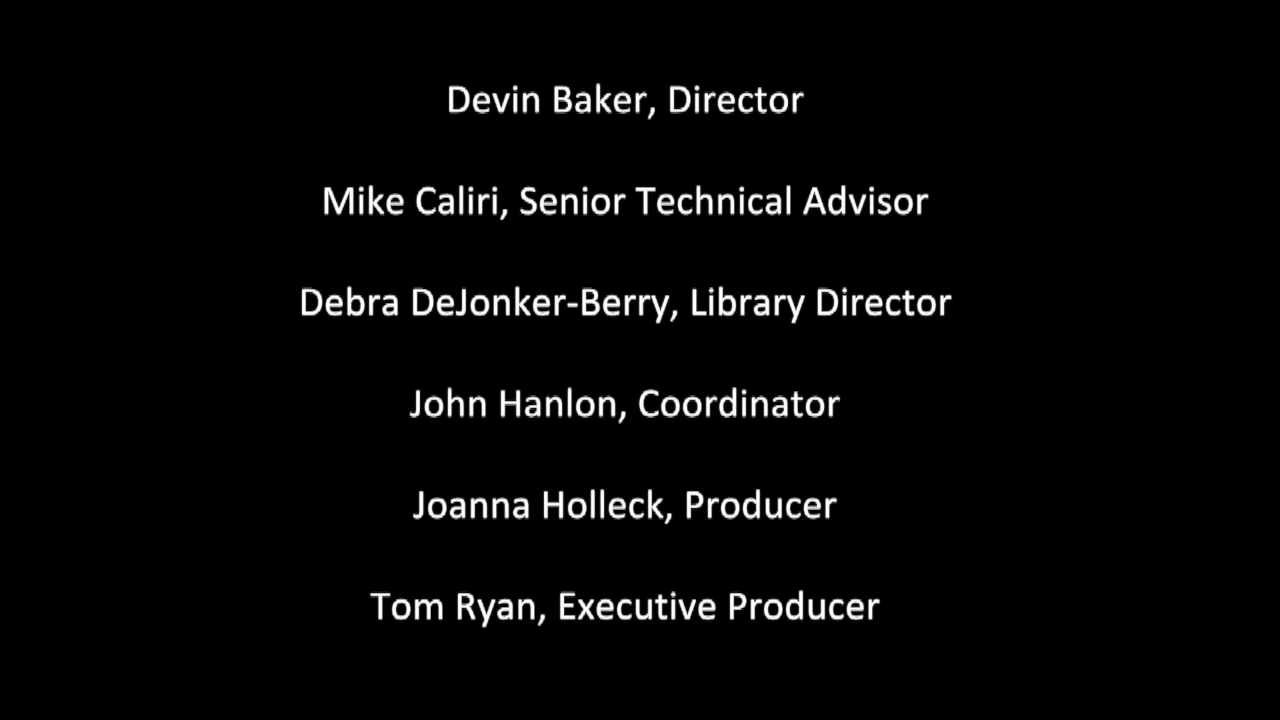 Devin Baker, Director
Mike Caliri, Senior Technical Advisor
Debra DeJonker-Berry, Library Director
John Hanlon, Coordinator
Joanna Holleck, Producer
Tom Ryan, Executive Producer